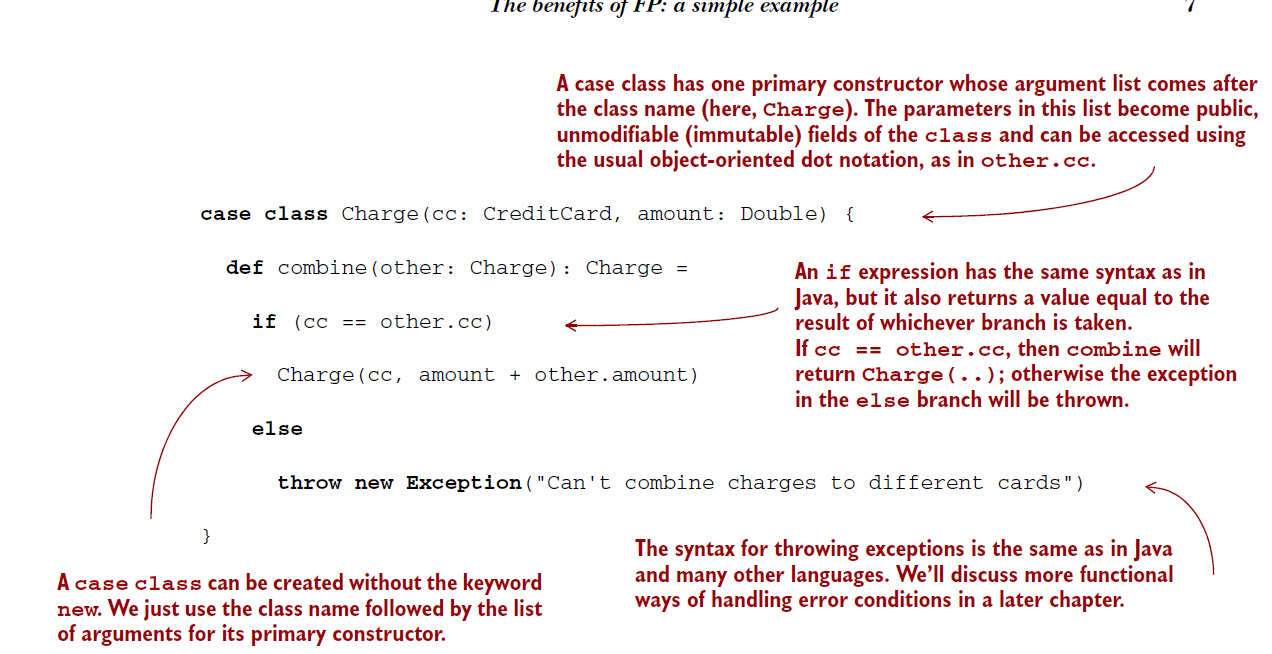 The benefits of FP: a simple example 7
A case class has one primary constructor whose argument list comes after
the class name (here, Charge). The parameters in this list become public,
unmodifiable (immutable) fields of the class and can be accessed using
the usual object-oriented dot notation, as in other.cc.
case class Charge(cc: CreditCard, amount: Double) {
def combine(other: Charge): Charge =
if (cc == other.cc)
Charge(cc, amount + other.amount)
else
throw new Exception("Can't combine charges to different cards")
}
An if expression has the same syntax as in
Java, but it also returns a value equal to the
result of whichever branch is taken.
If cc == other.cc, then combine will
return Charge(..); otherwise the exception
in the else branch will be thrown.
A case class can be created without the keyword
new. We just use the class name followed by the list
of arguments for its primary constructor.
The syntax for throwing exceptions is the same as in Java
and many other languages. We’ll discuss more functional
ways of handling error conditions in a later chapter.